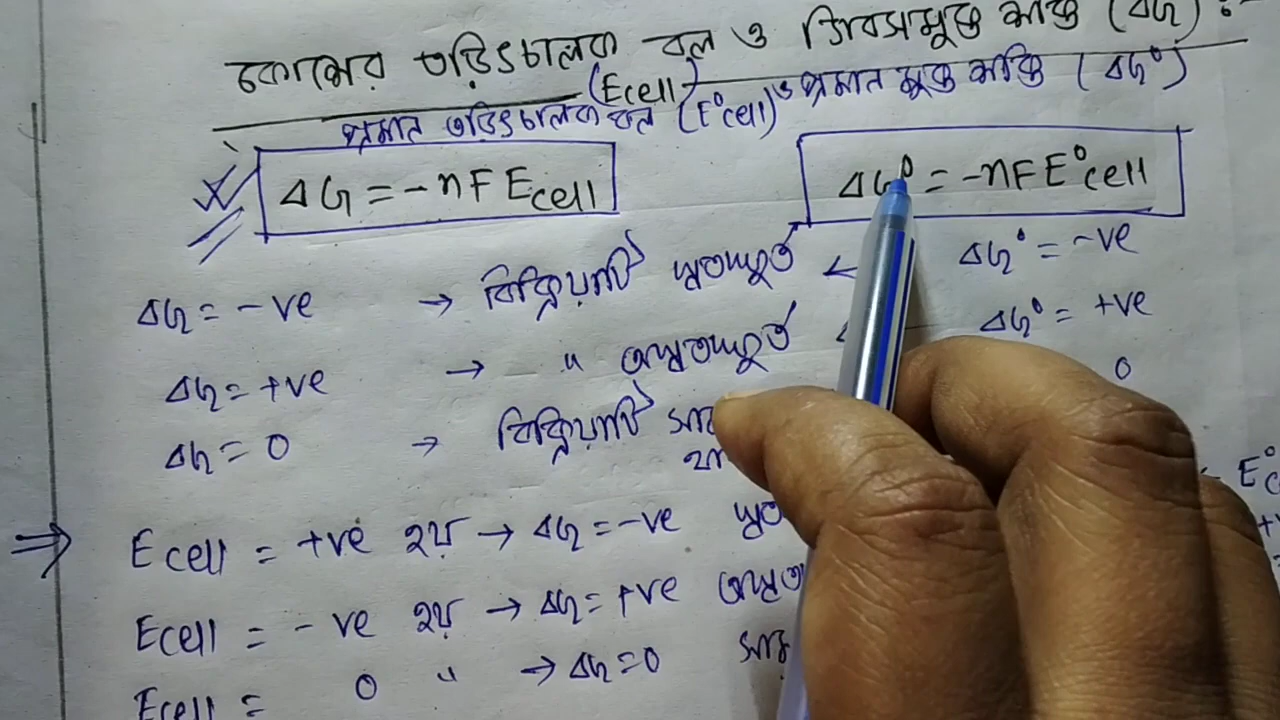 কোষের তড়িৎচালক বল ও গিবসমুক্ত শক্তি (ΔG) :-
(Ecell)
প্রমাণ তড়িৎচালক বল (E°cell) ও প্রমাণ মুক্ত শক্তি (ΔG°)
ΔG = -nFEcell ΔG° = -nFE°cell
ΔG = -ve → বিক্রিয়াটি স্বতস্ফূর্ত ← ΔG° = -ve
ΔG = +ve → " অস্বতস্ফূর্ত ΔG° = +ve
ΔG = 0 → বিক্রিয়াটি 0
⇒ Ecell = +ve হয় → ΔG = -ve
Ecell = -ve হয় → ΔG = +ve
Ecell = 0 " → ΔG = 0